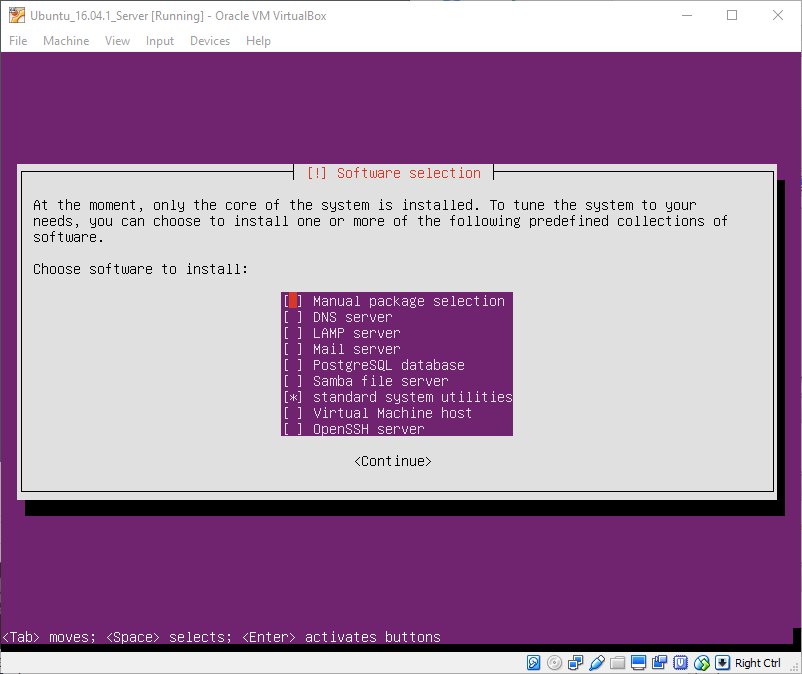 Ubuntu_16.04.1_Server [Running] - Oracle VM VirtualBox
File Machine View Input Devices Help
[!] Software selection
At the moment, only the core of the system is installed. To tune the system to your
needs, you can choose to install one or more of the following predefined collections of
software.
Choose software to install:
[ ] Manual package selection
[ ] DNS server
[ ] LAMP server
[ ] Mail server
[ ] PostgreSQL database
[ ] Samba file server
[*] standard system utilities
[ ] Virtual Machine host
[ ] OpenSSH server
<Continue>
<Tab> moves; <Space> selects; <Enter> activates buttons
Right Ctrl